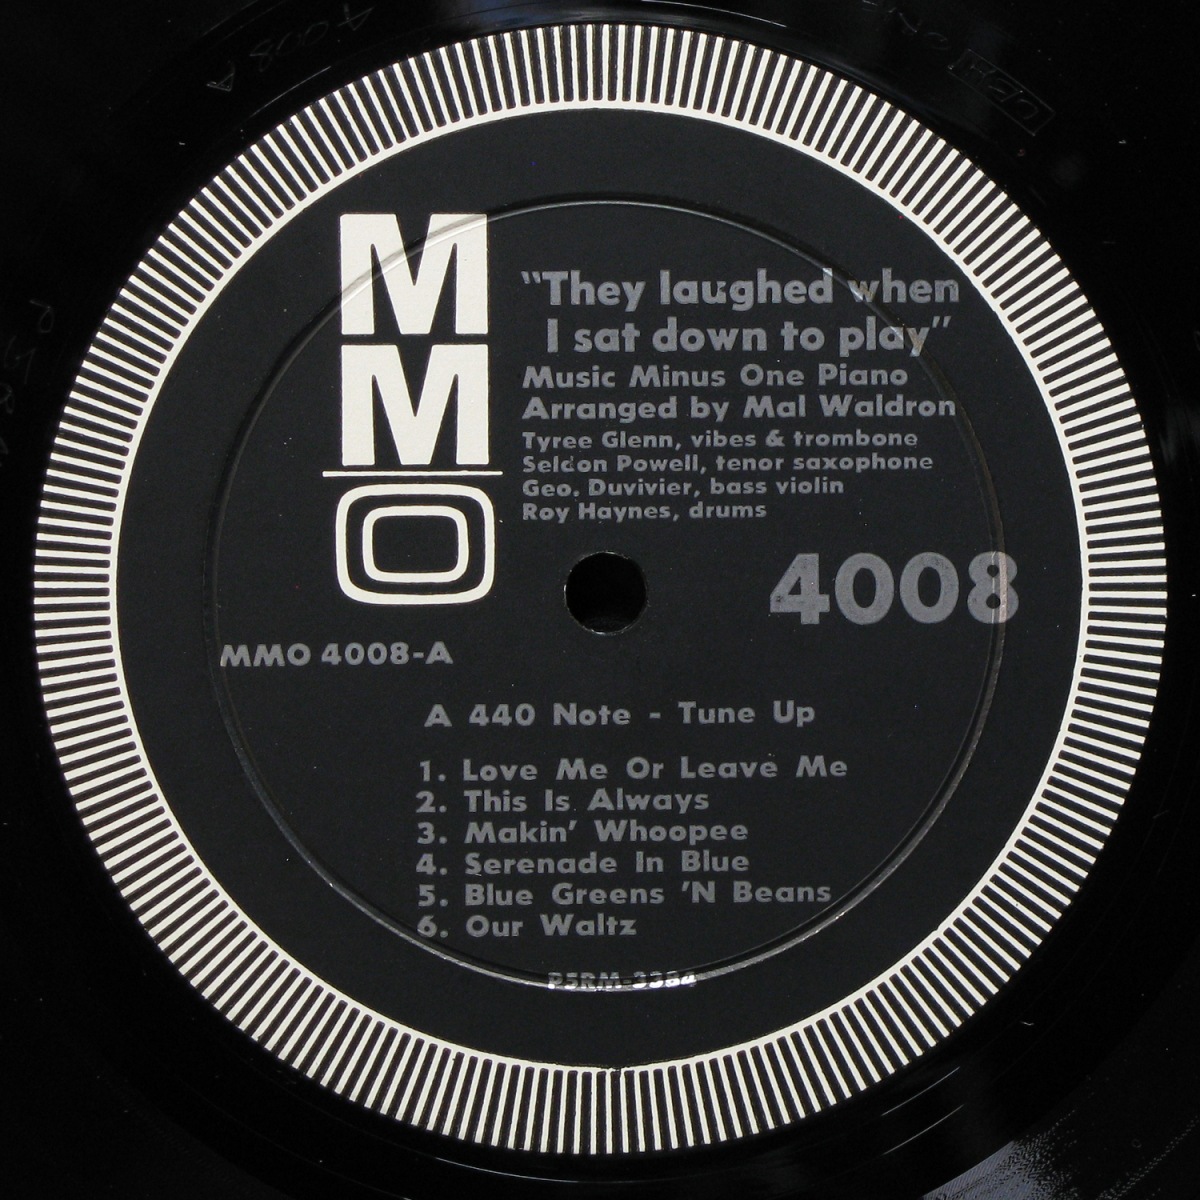 MMO
"They laughed when
I sat down to play"
Music Minus One Piano
Arranged by Mal Waldron
Tyree Glenn, vibes & trombone
Seldon Powell, tenor saxophone
Geo. Duvivier, bass violin
Roy Haynes, drums
4008
MMO 4008-A
A 440 Note - Tune Up
1. Love Me Or Leave Me
2. This Is Always
3. Makin' Whoopee
4. Serenade In Blue
5. Blue Greens 'N Beans
6. Our Waltz
P5RM-3384
4008 A